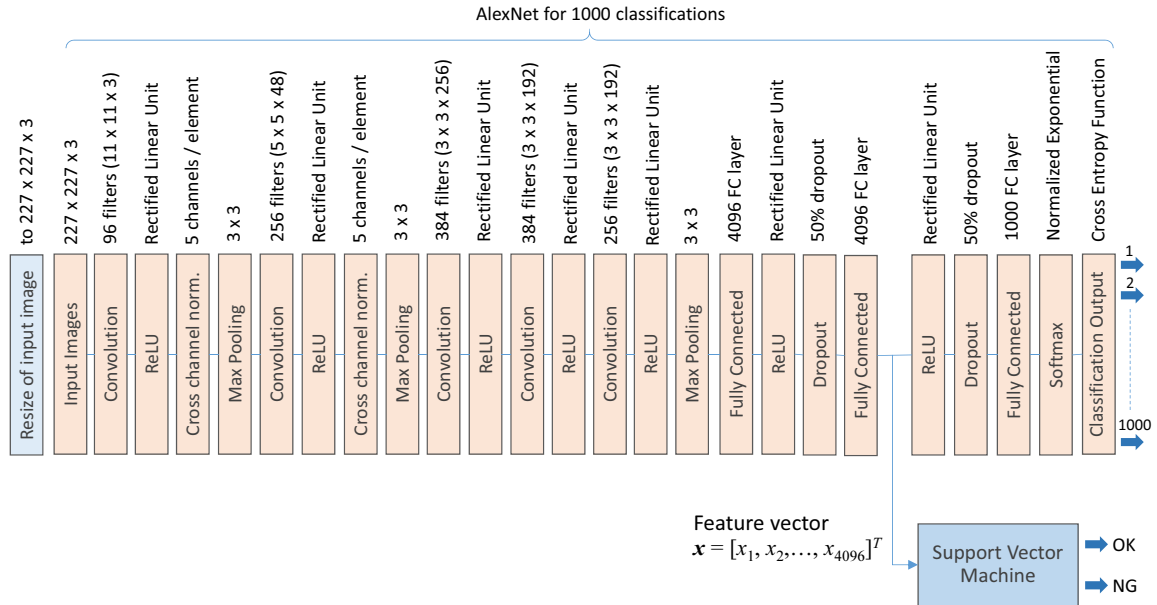 AlexNet for 1000 classifications
to 227 x 227 x 3
227 x 227 x 3
96 filters (11 x 11 x 3)
Rectified Linear Unit
5 channels / element
3 x 3
256 filters (5 x 5 x 48)
Rectified Linear Unit
5 channels / element
3 x 3
384 filters (3 x 3 x 256)
Rectified Linear Unit
384 filters (3 x 3 x 192)
Rectified Linear Unit
256 filters (3 x 3 x 192)
Rectified Linear Unit
3 x 3
4096 FC layer
Rectified Linear Unit
50% dropout
4096 FC layer
Rectified Linear Unit
50% dropout
1000 FC layer
Normalized Exponential
Cross Entropy Function
Resize of input image
Input Images
Convolution
ReLU
Cross channel norm.
Max Pooling
Convolution
ReLU
Cross channel norm.
Max Pooling
Convolution
ReLU
Convolution
ReLU
Convolution
ReLU
Max Pooling
Fully Connected
ReLU
Dropout
Fully Connected
ReLU
Dropout
Fully Connected
Softmax
Classification Output
1
2
1000
Feature vector
x = [x1, x2,…, x4096]T
Support Vector
Machine
OK
NG